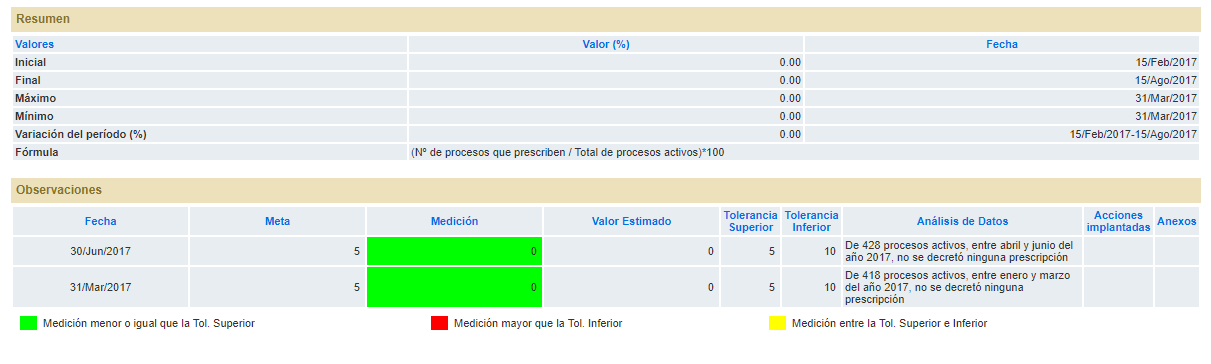 Resumen
Valores Valor (%) Fecha
Inicial 0.00 15/Feb/2017
Final 0.00 15/Ago/2017
Máximo 0.00 31/Mar/2017
Mínimo 0.00 31/Mar/2017
Variación del período (%) 0.00 15/Feb/2017-15/Ago/2017
Fórmula (Nº de procesos que prescriben / Total de procesos activos)*100
Observaciones
Fecha Meta Medición Valor Estimado Tolerancia Superior Tolerancia Inferior Análisis de Datos Acciones implantadas Anexos
30/Jun/2017 5 0 0 5 10 De 428 procesos activos, entre abril y junio del
año 2017, no se decretó ninguna prescripción
31/Mar/2017 5 0 0 5 10 De 418 procesos activos, entre enero y marzo
del año 2017, no se decretó ninguna
prescripción
Medición menor o igual que la Tol. Superior Medición mayor que la Tol. Inferior Medición entre la Tol. Superior e Inferior